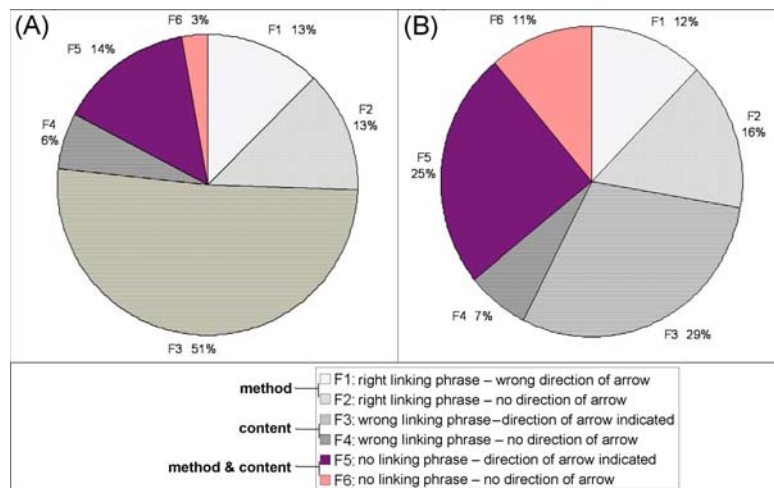 (A)
F6 3%
F1 13%
F5 14%
F2
13%
F4
6%
F3 51%
(B)
F6 11%
F1 12%
F2
16%
F5
25%
F4 7%
F3 29%
method
F1: right linking phrase – wrong direction of arrow
F2: right linking phrase – no direction of arrow
content
F3: wrong linking phrase – direction of arrow indicated
F4: wrong linking phrase – no direction of arrow
method & content
F5: no linking phrase – direction of arrow indicated
F6: no linking phrase – no direction of arrow